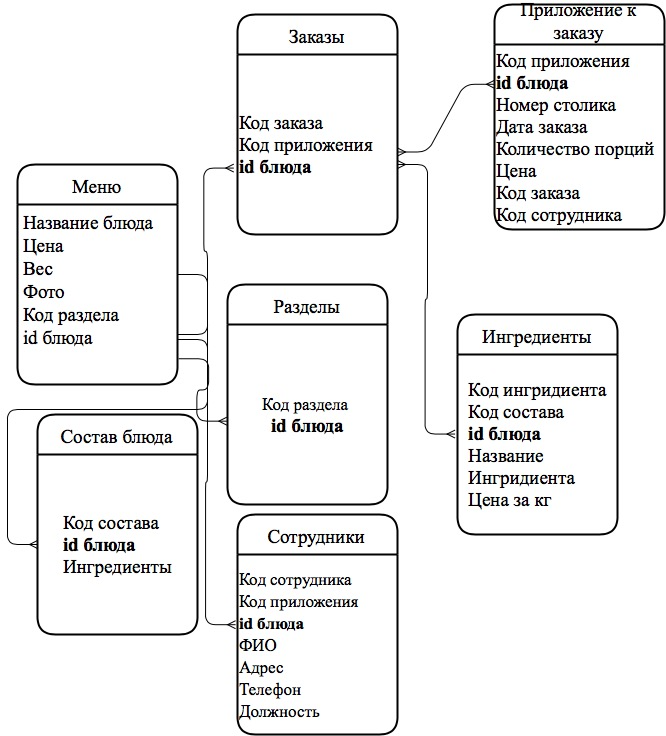 Заказы
Код заказа
Код приложения
id блюда
Приложение к
заказу
Код приложения
id блюда
Номер столика
Дата заказа
Количество порций
Цена
Код заказа
Код сотрудника
Меню
Название блюда
Цена
Вес
Фото
Код раздела
id блюда
Разделы
Код раздела
id блюда
Ингредиенты
Код ингридиента
Код состава
id блюда
Название
Ингридиента
Цена за кг
Состав блюда
Код состава
id блюда
Ингредиенты
Сотрудники
Код сотрудника
Код приложения
id блюда
ФИО
Адрес
Телефон
Должность